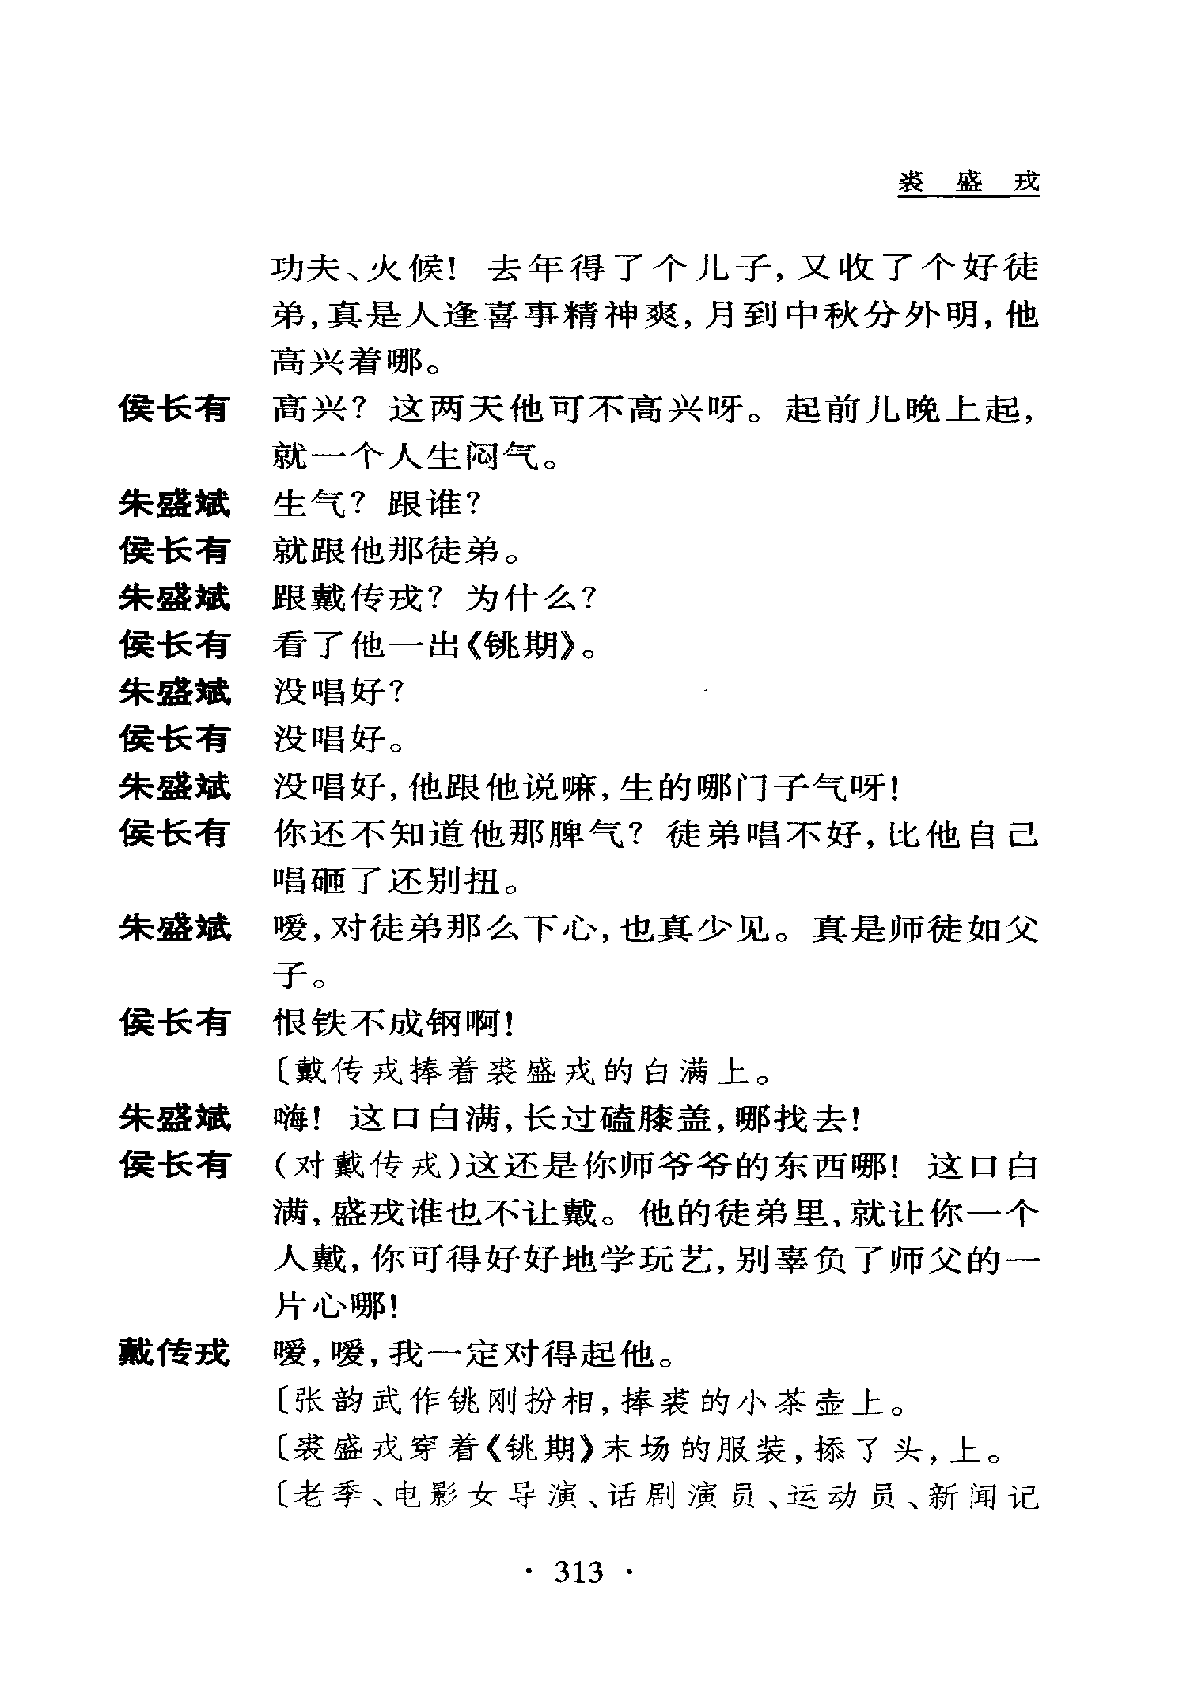 裘 盛 戎
功夫、火候! 去年得了个儿子,又收了个好徒
弟,真是人逢喜事精神爽,月到中秋分外明,他
高兴着哪。
侯长有 高兴? 这两天他可不高兴呀。起前儿晚上起,
就一个人生闷气。
朱盛斌 生气? 跟谁?
侯长有 就跟他那徒弟。
朱盛斌 跟戴传戎? 为什么?
侯长有 看了他一出《铫期》。
朱盛斌 没唱好?
侯长有 没唱好。
朱盛斌 没唱好,他跟他说嘛,生的哪门子气呀!
侯长有 你还不知道他那脾气? 徒弟唱不好,比他自己
唱砸了还别扭。
朱盛斌 嗳,对徒弟那么下心,也真少见。真是师徒如父
子。
侯长有 恨铁不成钢啊!
〔戴传戎捧着裘盛戎的白满上。
朱盛斌 嗨! 这口白满,长过磕膝盖,哪找去!
侯长有 (对戴传戎)这还是你师爷爷的东西哪! 这口白
满,盛戎谁也不让戴。他的徒弟里,就让你一个
人戴,你可得好好地学玩艺,别辜负了师父的一
片心哪!
戴传戎 嗳,嗳,我一定对得起他。
〔张韵武作铫刚扮相,捧裘的小茶壶上。
〔裘盛戎穿着《铫期》末场的服装,掭了头,上。
〔老季、电影女导演、话剧演员、运动员、新闻记
· 313 ·